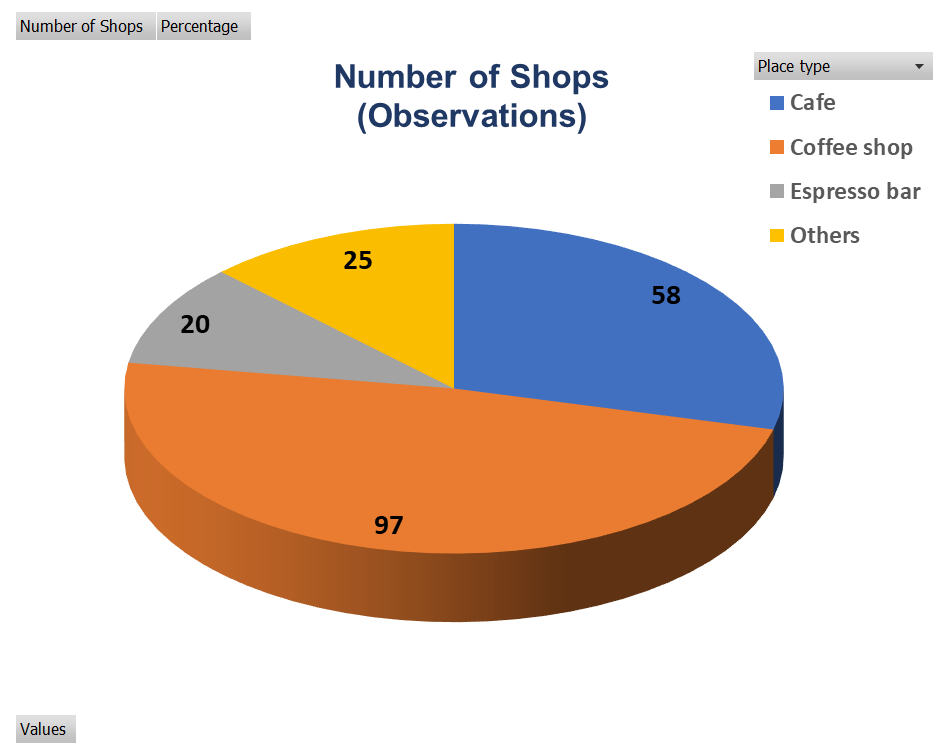 Number of Shops Percentage
Number of Shops
(Observations)
Place type
Cafe
Coffee shop
Espresso bar
Others
25
58
20
97
Values